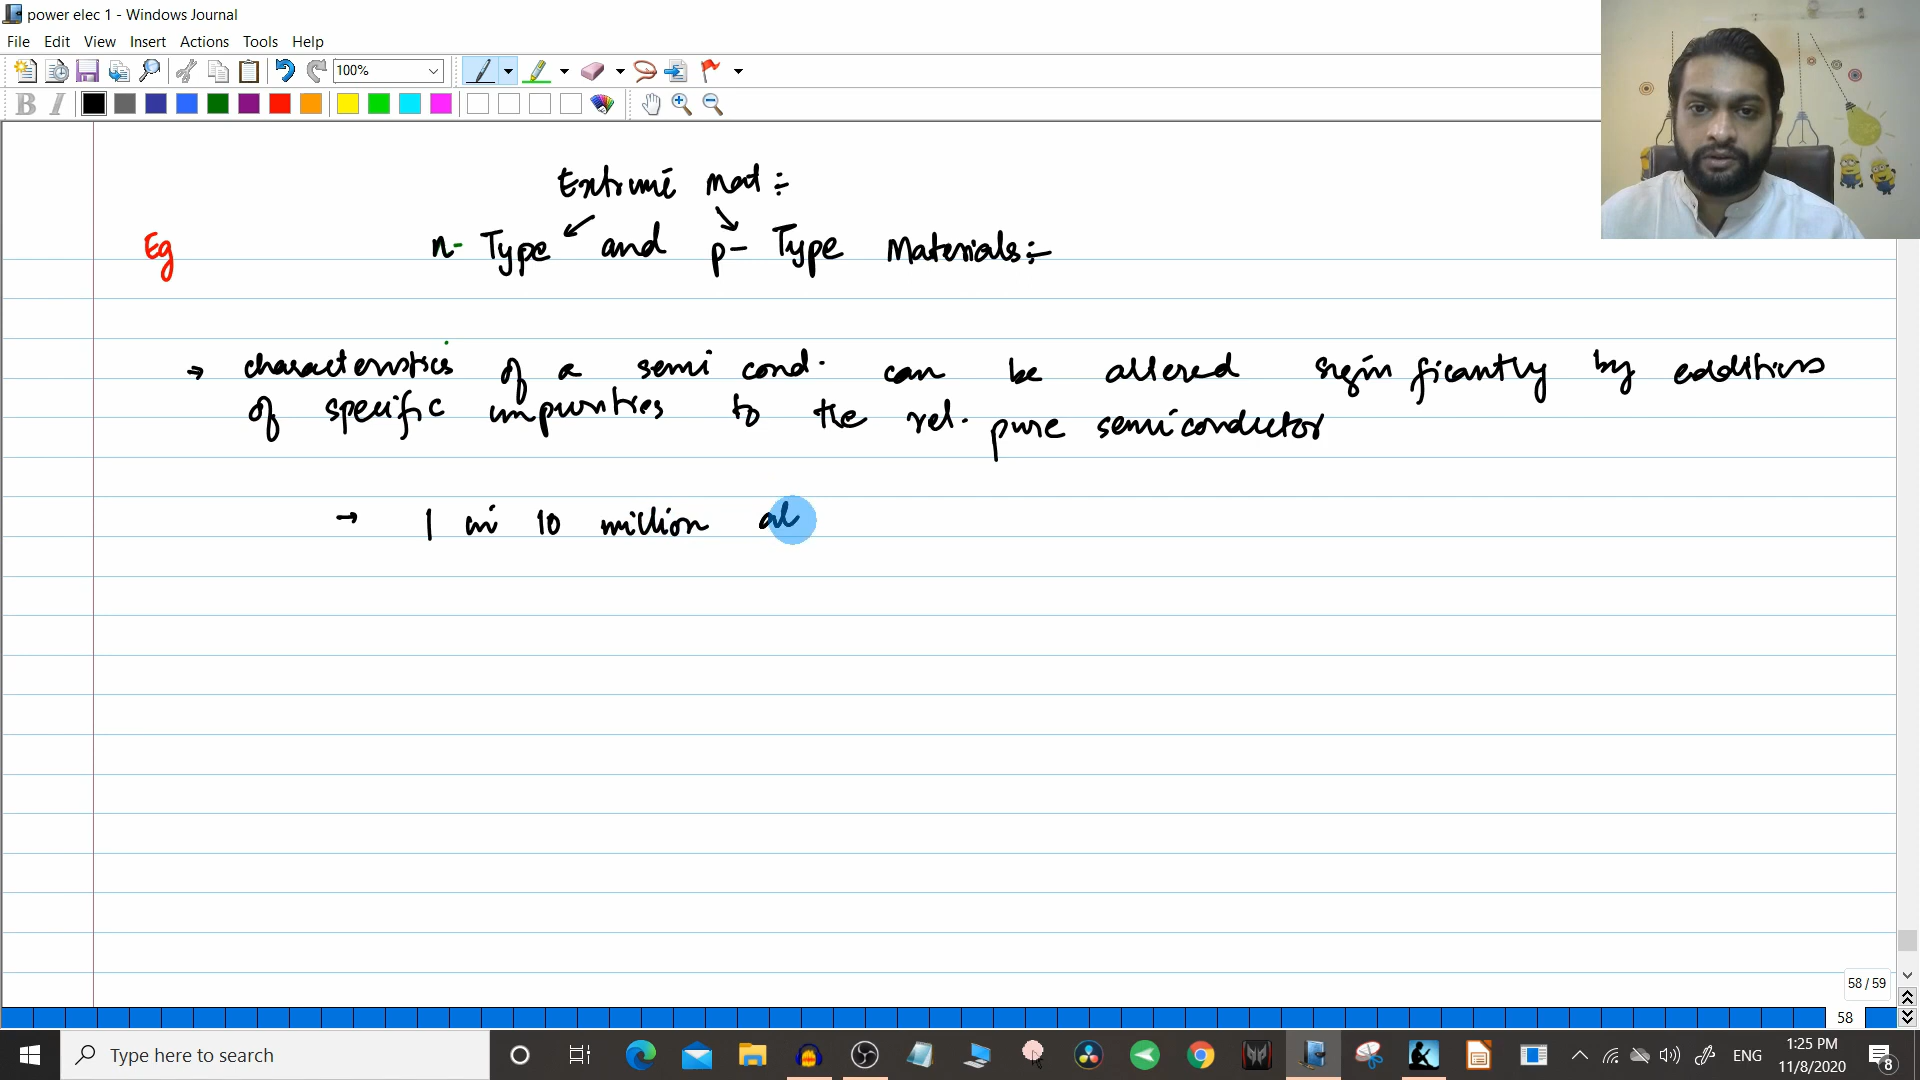 power elec 1 - Windows Journal
File Edit View Insert Actions Tools Help
100%
B I
Extrinsic Mat :-
Eg n- Type and p- Type Materials:-
→ characteristics of a semi cond. can be altered significantly by additions
of specific impurities to the rel. pure semiconductor
→ 1 in 10 million
58 / 59
58
Type here to search
ENG
1:25 PM
11/8/2020
8